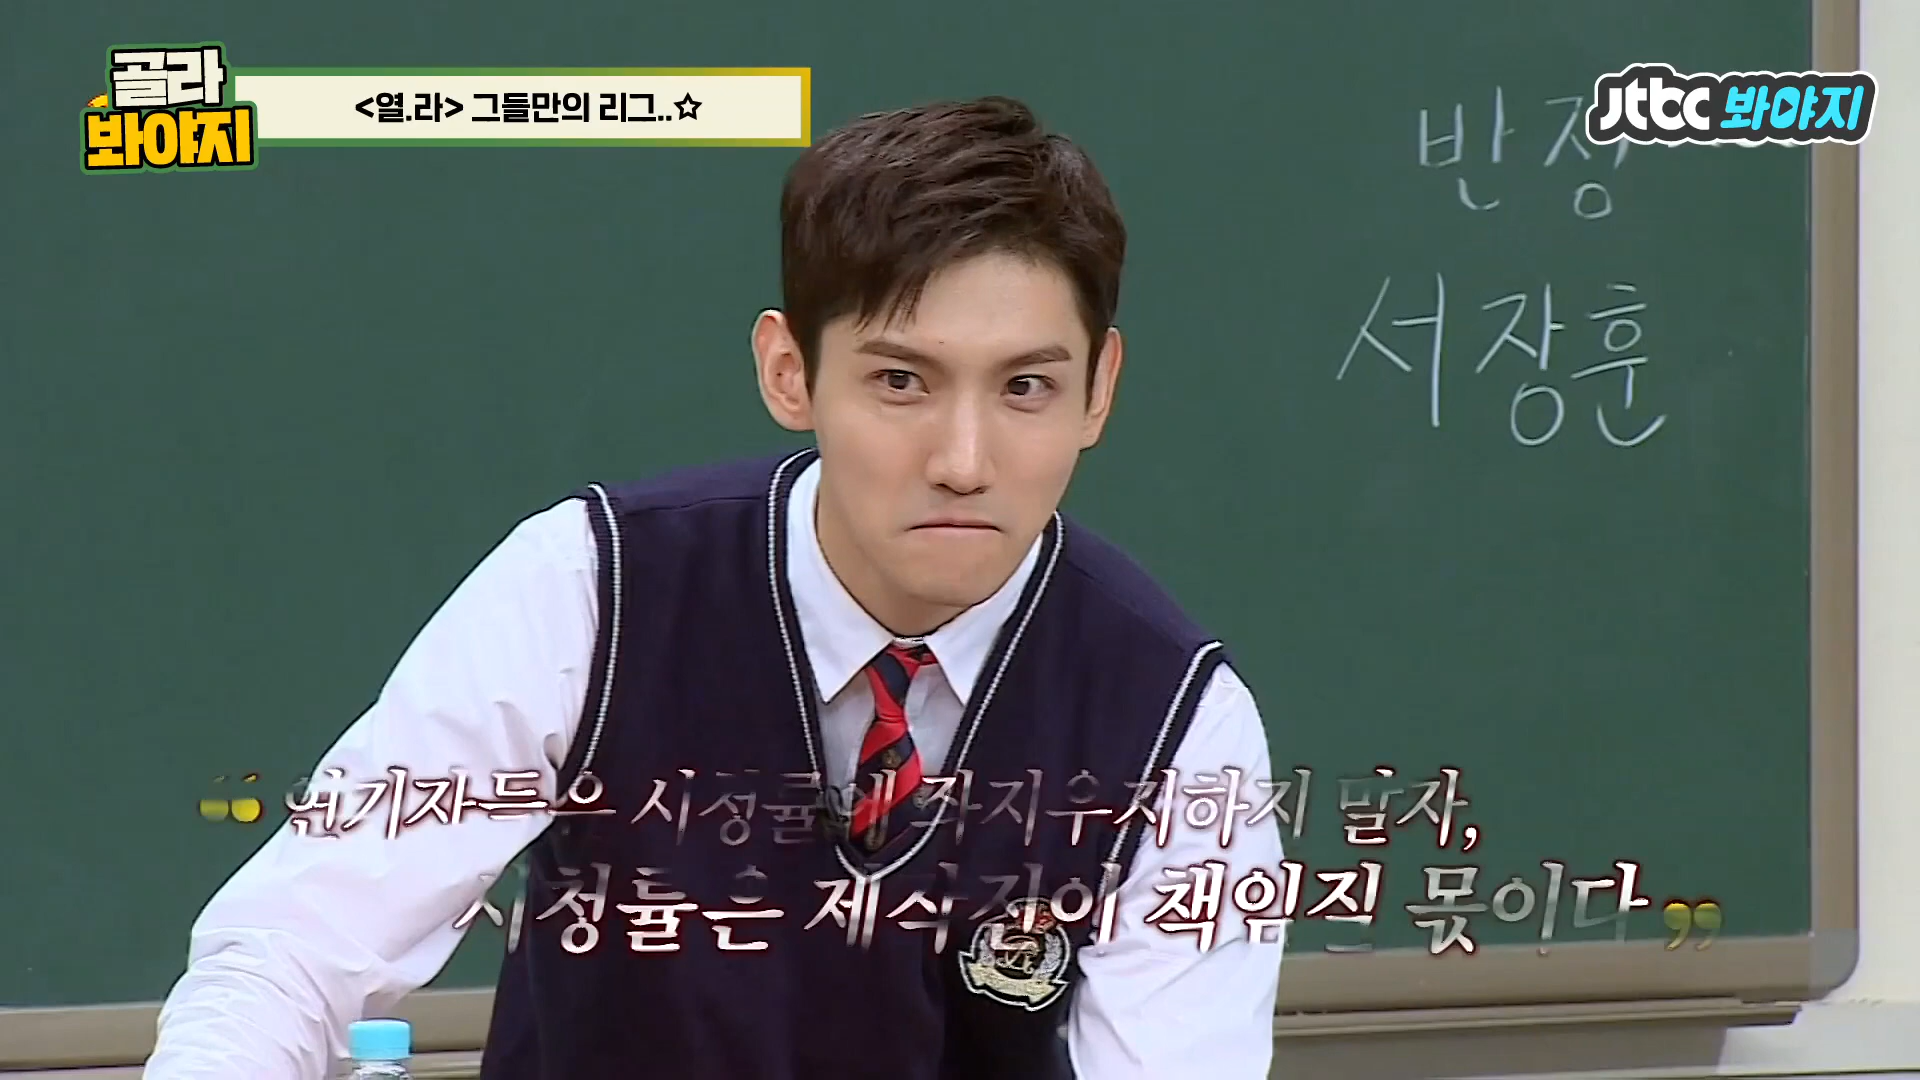 골라
봐야지
<열.라> 그들만의 리그..☆
JTBC 봐야지
반장
서장훈
“연기자들은 시청률에 좌지우지하지 말자,
시청률은 제작진이 책임질 몫이다”